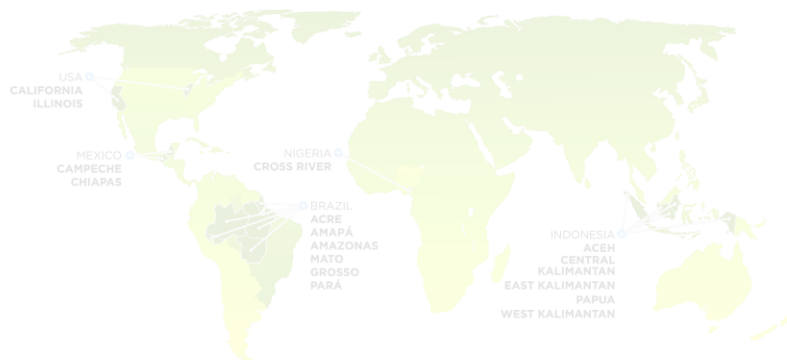 USA
CALIFORNIA
ILLINOIS
MEXICO
CAMPECHE
CHIAPAS
NIGERIA
CROSS RIVER
BRAZIL
ACRE
AMAPÁ
AMAZONAS
MATO
GROSSO
PARÁ
INDONESIA
ACEH
CENTRAL
KALIMANTAN
EAST KALIMANTAN
PAPUA
WEST KALIMANTAN